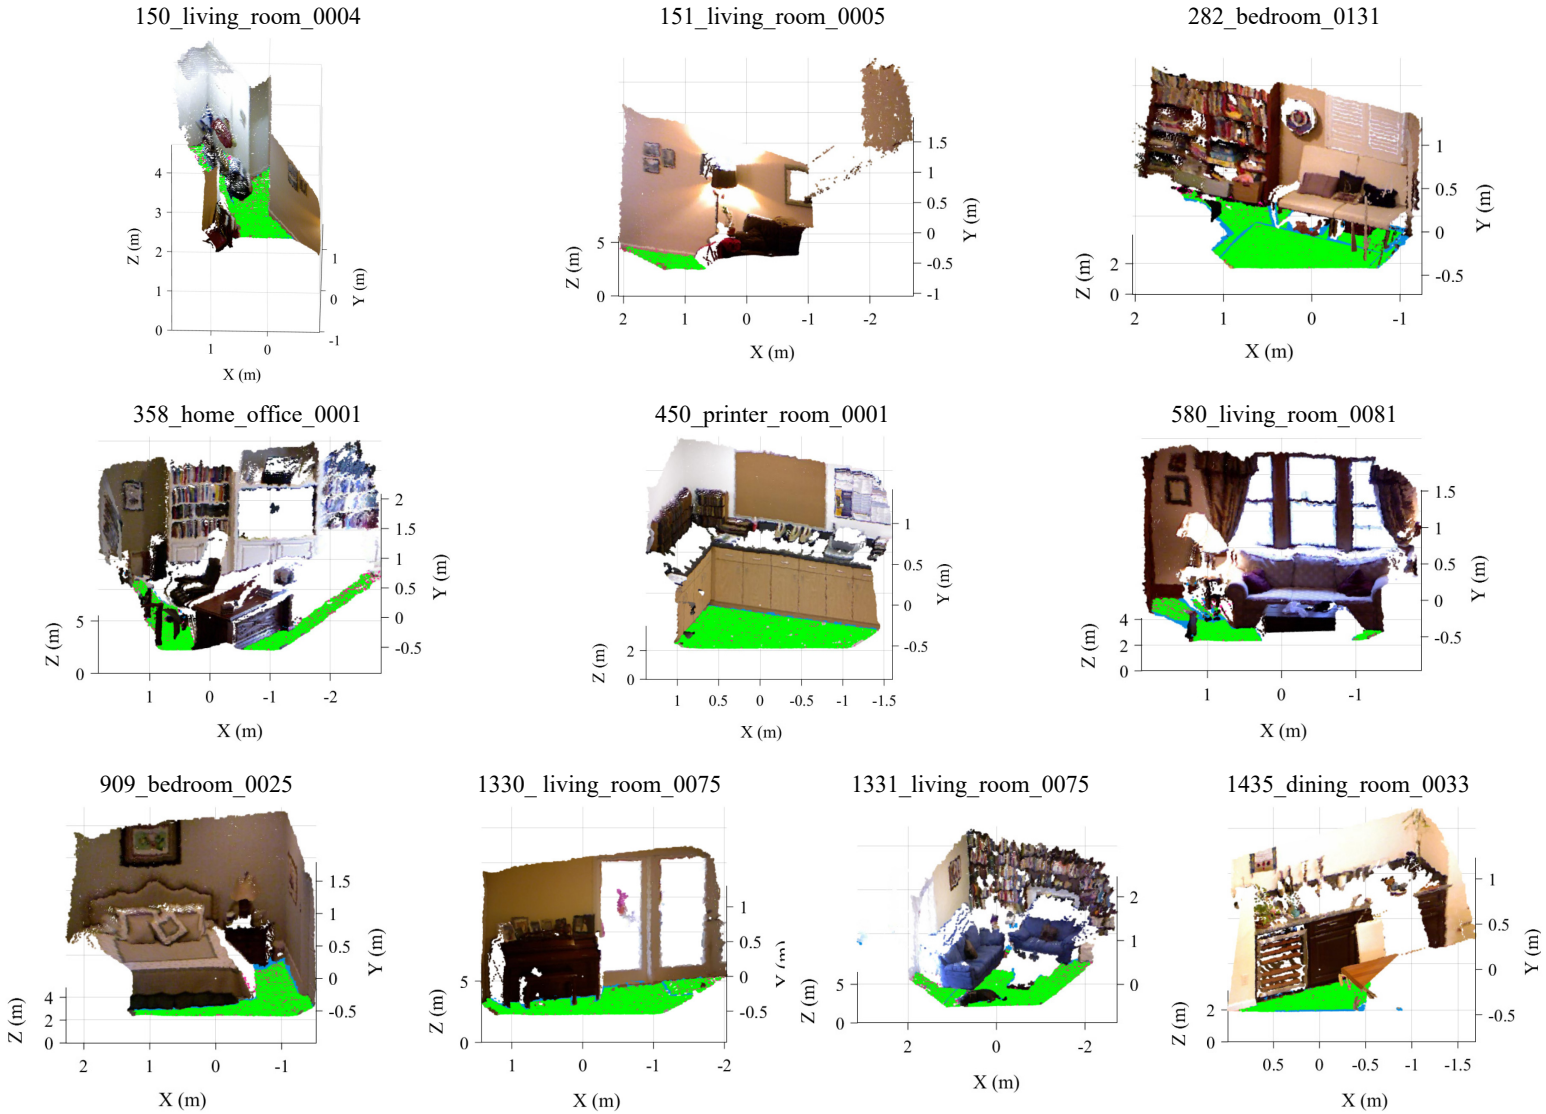 150_living_room_0004
4
3
2
1
0
Z (m)
1
0
-1
Y (m)
1
0
X (m)
151_living_room_0005
1.5
1
0.5
0
-0.5
-1
Y (m)
5
0
Z (m)
2
1
0
-1
-2
X (m)
282_bedroom_0131
1
0.5
0
-0.5
Y (m)
2
0
Z (m)
2
1
0
-1
X (m)
358_home_office_0001
2
1.5
1
0.5
0
-0.5
Y (m)
5
0
Z (m)
1
0
-1
-2
X (m)
450_printer_room_0001
1
0.5
0
-0.5
Y (m)
2
0
Z (m)
1
0.5
0
-0.5
-1
-1.5
X (m)
580_living_room_0081
1.5
1
0.5
0
-0.5
Y (m)
4
2
0
Z (m)
1
0
-1
X (m)
909_bedroom_0025
1.5
1
0.5
0
-0.5
Y (m)
4
2
0
Z (m)
2
1
0
-1
X (m)
1330_ living_room_0075
1
0.5
0
-0.5
5
0
Z (m)
1
0
-1
-2
X (m)
1331_living_room_0075
2
1
0
5
0
Z (m)
2
0
-2
X (m)
1435_dining_room_0033
1
0.5
0
-0.5
Y (m)
2
0
Z (m)
0.5
0
-0.5
-1
-1.5
X (m)